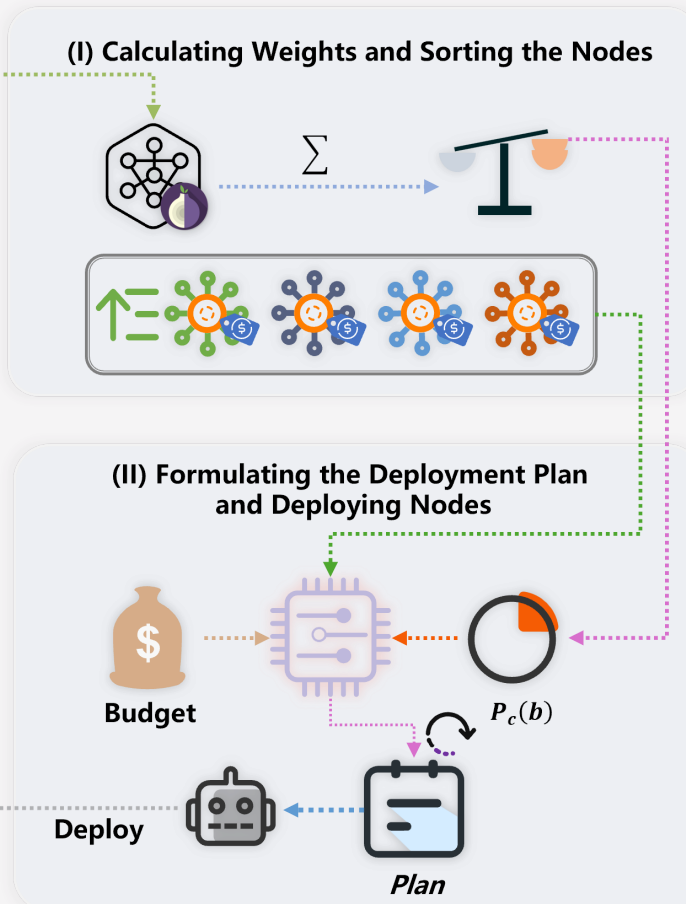 (I) Calculating Weights and Sorting the Nodes
∑
$ $ $ $
(II) Formulating the Deployment Plan
and Deploying Nodes
$
Budget
P_c(b)
Deploy
Plan